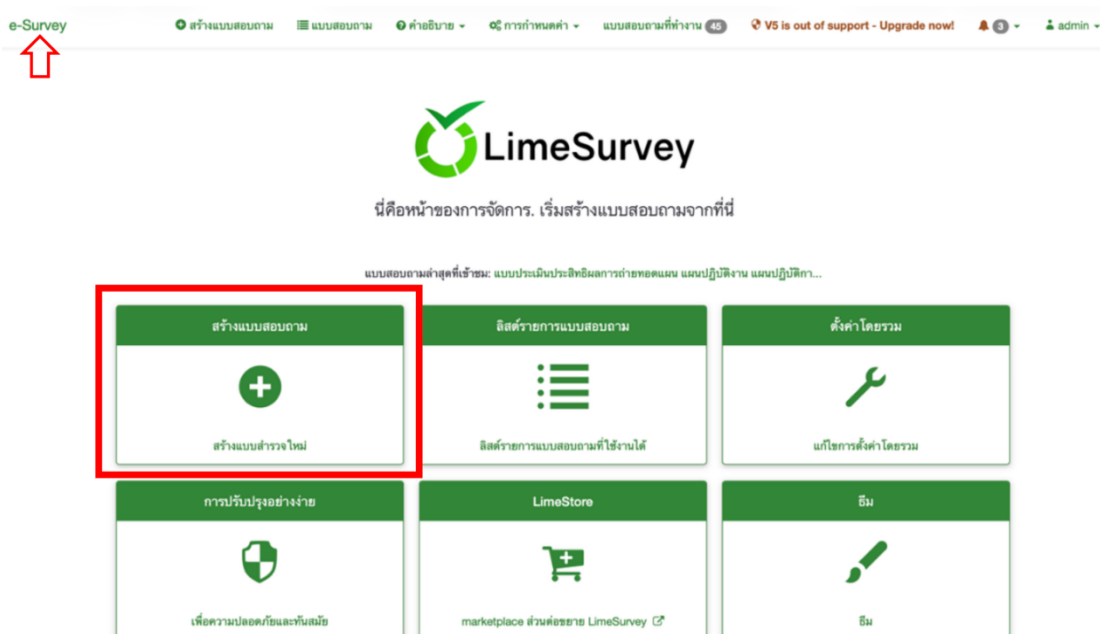 e-Survey สร้างแบบสอบถาม แบบสอบถาม คำอธิบาย การกำหนดค่า แบบสอบถามที่ทำงาน 45 V5 is out of support - Upgrade now! 3 admin
LimeSurvey
นี่คือหน้าของการจัดการ. เริ่มสร้างแบบสอบถามจากที่นี่
แบบสอบถามล่าสุดที่เข้าชม: แบบประเมินประสิทธิผลการถ่ายทอดแผน แผนปฏิบัติงาน แผนปฏิบัติกา...
สร้างแบบสอบถาม ลิสต์รายการแบบสอบถาม ตั้งค่าโดยรวม
สร้างแบบสำรวจใหม่ ลิสต์รายการแบบสอบถามที่ใช้งานได้ แก้ไขการตั้งค่าโดยรวม
การปรับปรุงอย่างง่าย LimeStore ธีม
เพื่อความปลอดภัยและทันสมัย marketplace ส่วนต่อขยาย LimeSurvey ธีม